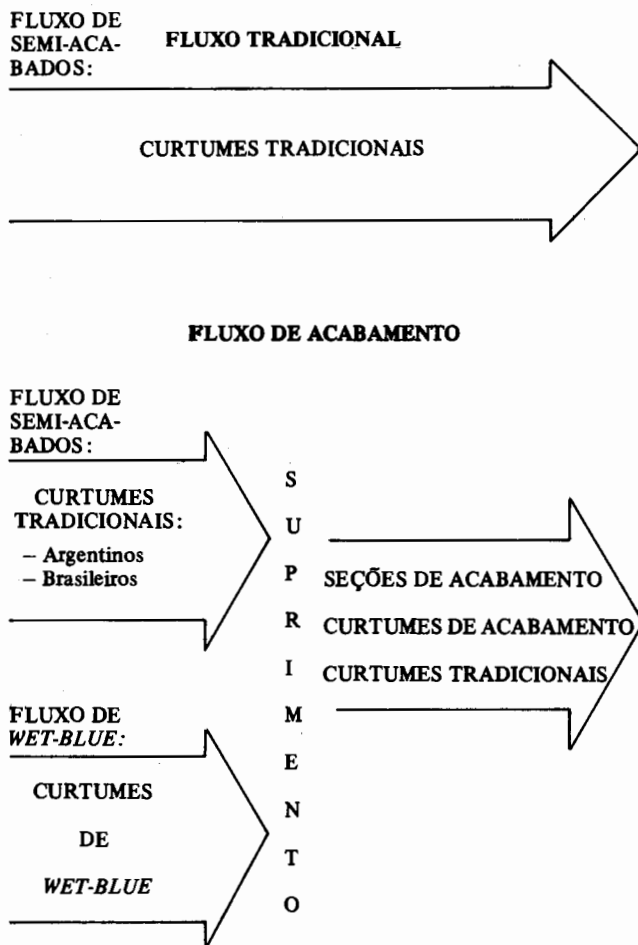 FLUXO DE
SEMI-ACA-
BADOS:
FLUXO TRADICIONAL
CURTUMES TRADICIONAIS
FLUXO DE ACABAMENTO
FLUXO DE
SEMI-ACA-
BADOS:
CURTUMES
TRADICIONAIS:
– Argentinos
– Brasileiros
FLUXO DE
WET-BLUE:
CURTUMES
DE
WET-BLUE
S
U
P
R
I
M
E
N
T
O
SEÇÕES DE ACABAMENTO
CURTUMES DE ACABAMENTO
CURTUMES TRADICIONAIS